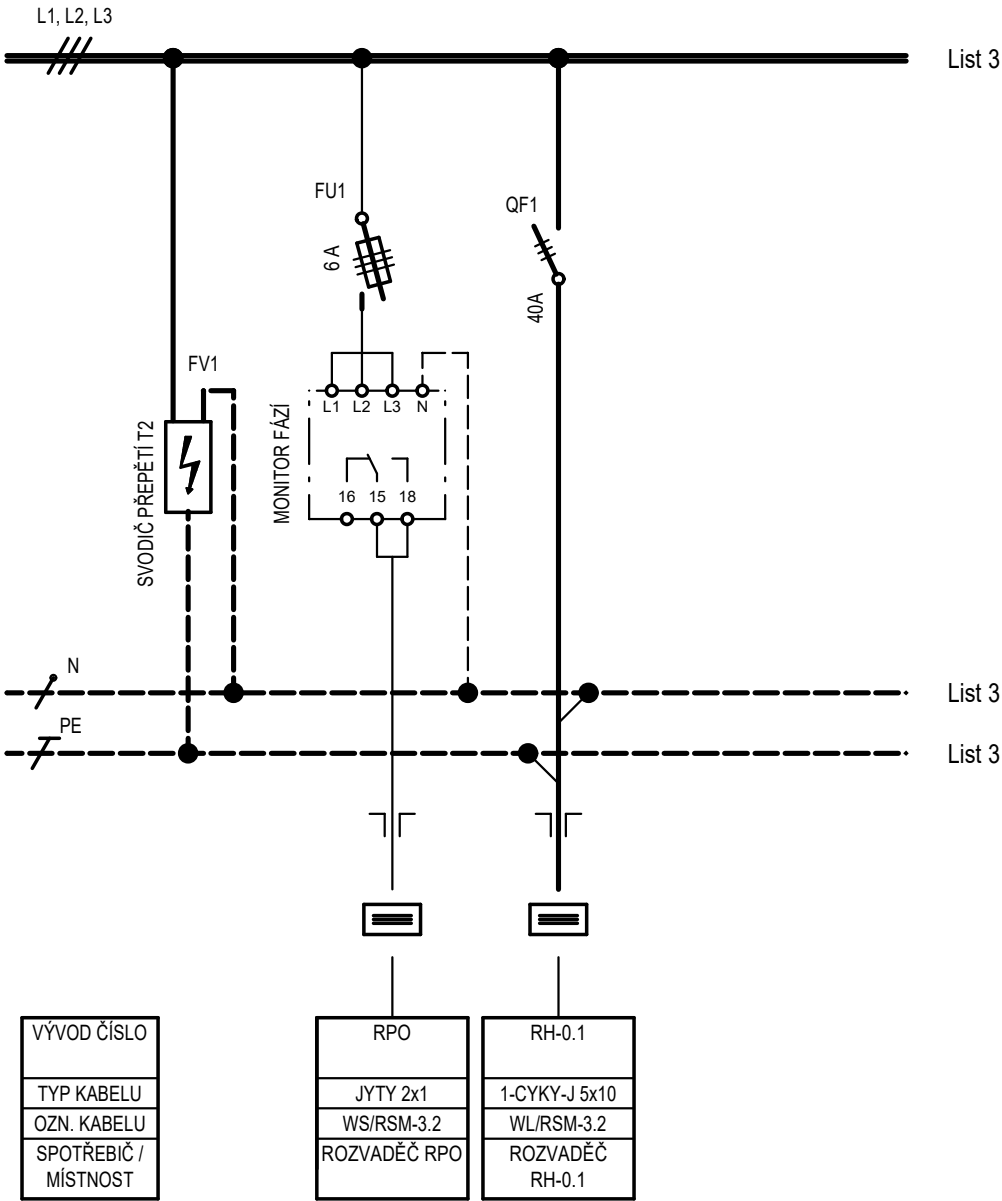 L1, L2, L3
List 3
FU1
6 A
QF1
40A
FV1
SVODIČ PŘEPĚTÍ T2
L1 L2 L3 N
MONITOR FÁZÍ
16 15 18
N
List 3
PE
List 3
VÝVOD ČÍSLO
TYP KABELU
OZN. KABELU
SPOTŘEBIČ /
MÍSTNOST
RPO
JYTY 2x1
WS/RSM-3.2
ROZVADĚČ RPO
RH-0.1
1-CYKY-J 5x10
WL/RSM-3.2
ROZVADĚČ
RH-0.1